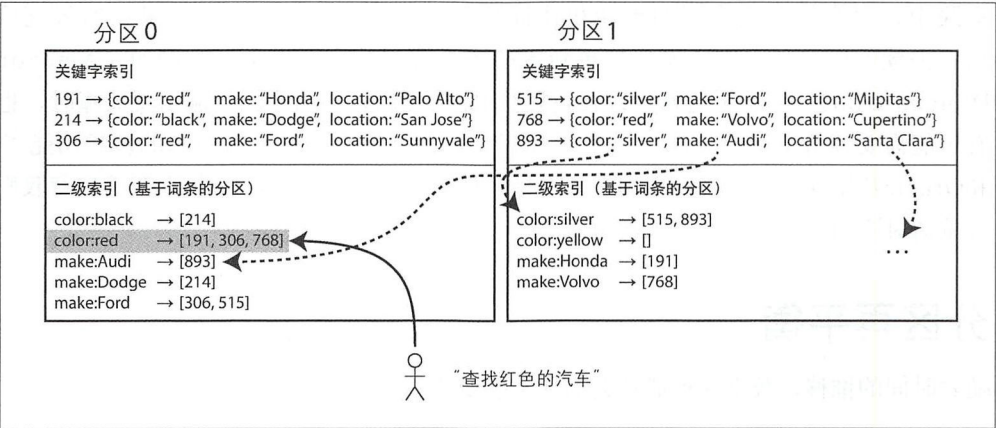 分区 0
关键字索引
191 → {color: “red”, make: “Honda”, location: “Palo Alto”}
214 → {color: “black”, make: “Dodge”, location: “San Jose”}
306 → {color: “red”, make: “Ford”, location: “Sunnyvale”}
二级索引（基于词条的分区）
color:black → [214]
color:red → [191, 306, 768]
make:Audi → [893]
make:Dodge → [214]
make:Ford → [306, 515]
分区 1
关键字索引
515 → {color: “silver”, make: “Ford”, location: “Milpitas”}
768 → {color: “red”, make: “Volvo”, location: “Cupertino”}
893 → {color: “silver”, make: “Audi”, location: “Santa Clara”}
二级索引（基于词条的分区）
color:silver → [515, 893]
color:yellow → []
make:Honda → [191]
make:Volvo → [768]
...
“查找红色的汽车”